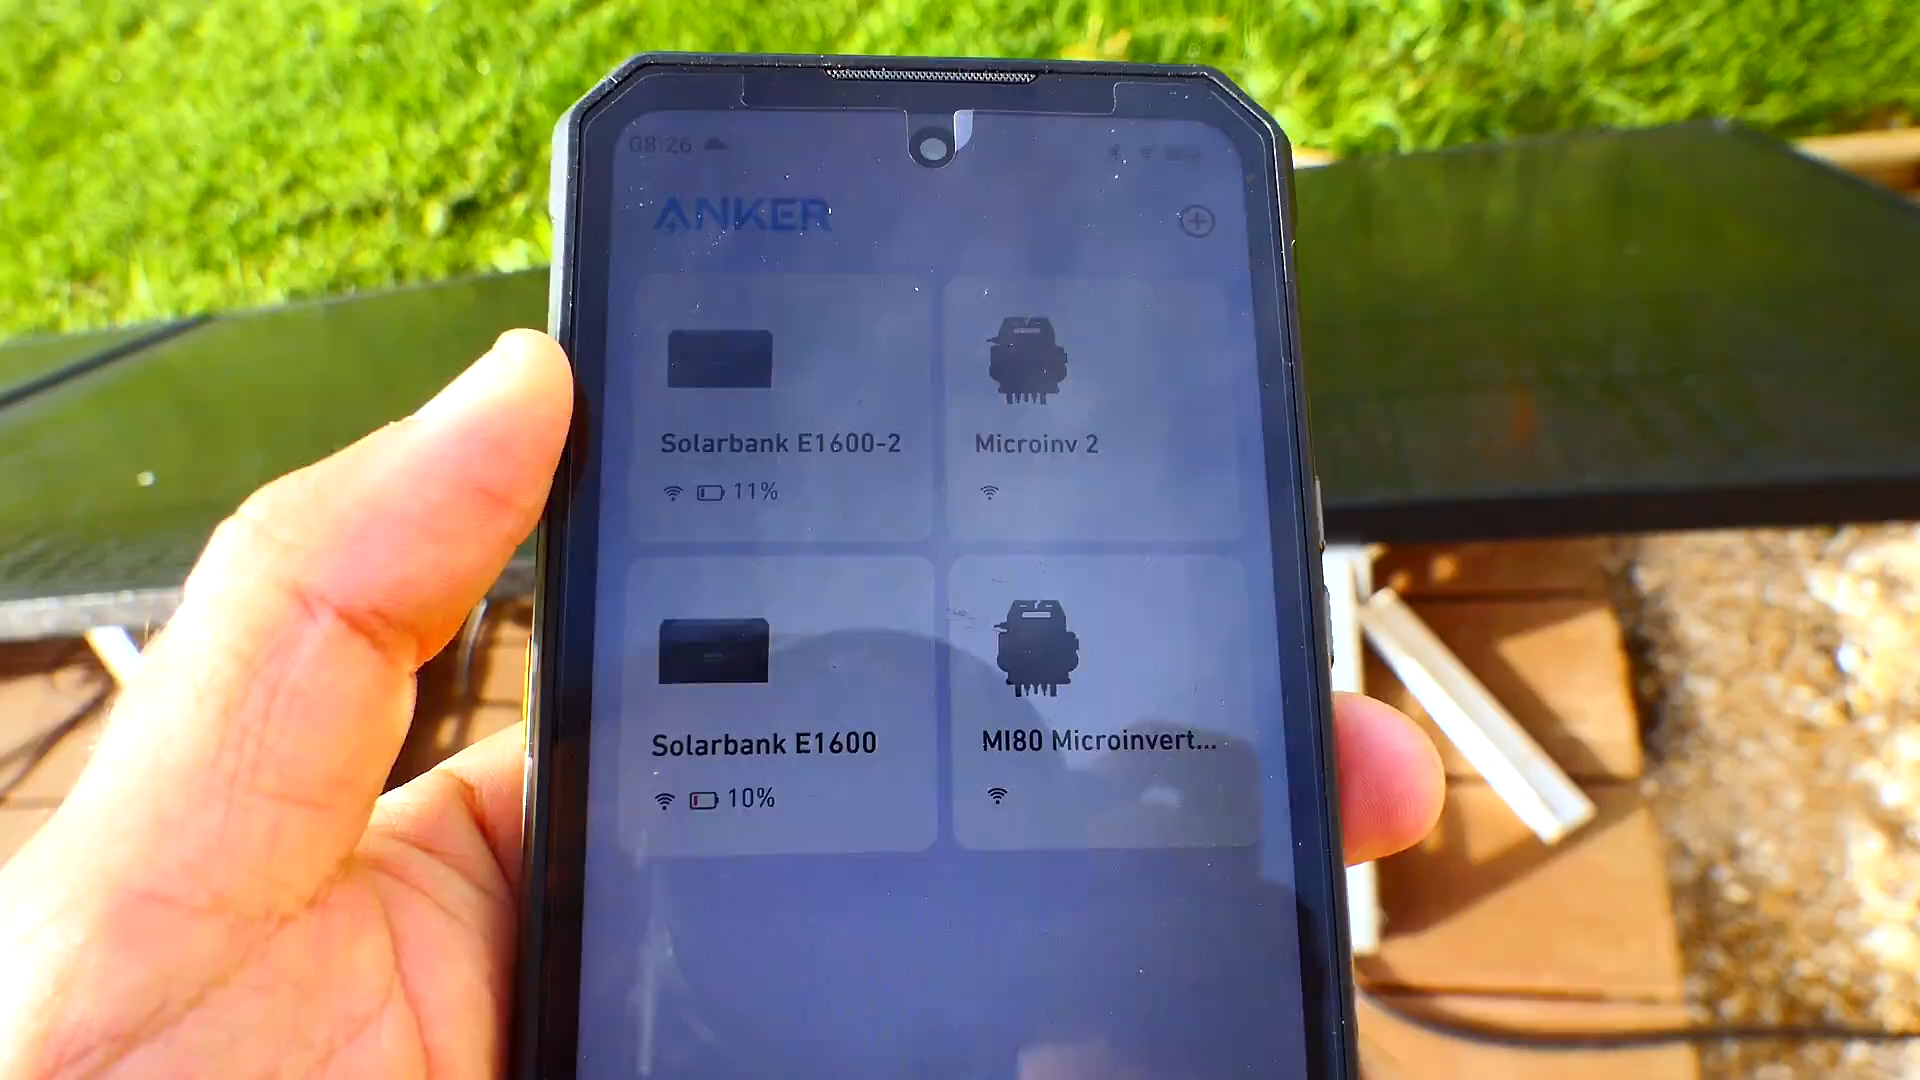 08:26
ANKER
Solarbank E1600-2
11%
Microinv 2
Solarbank E1600
10%
MI80 Microinvert...